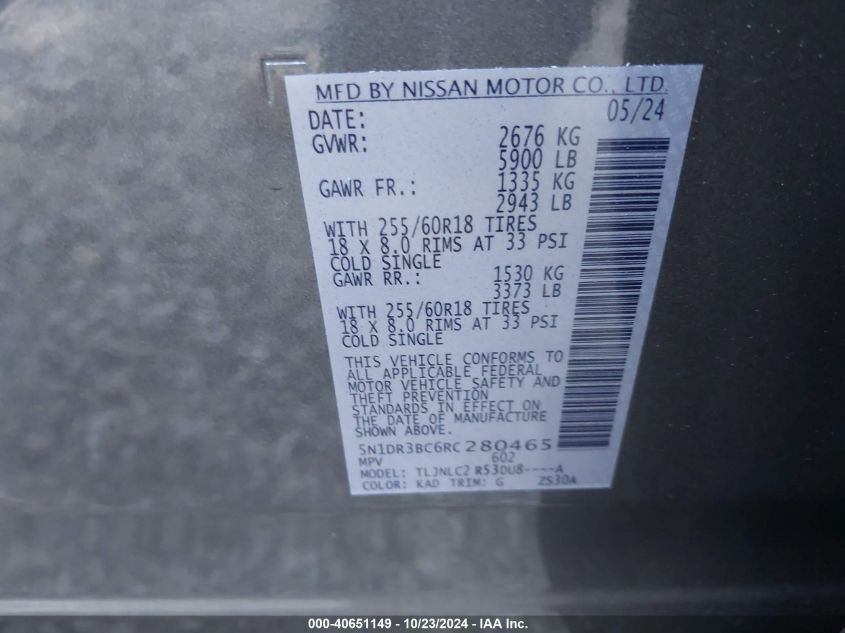 MFD BY NISSAN MOTOR CO., LTD.
DATE: 05/24
GVWR: 2676 KG
5900 LB
GAWR FR.: 1335 KG
2943 LB
WITH 255/60R18 TIRES
18 X 8.0 RIMS AT 33 PSI
COLD SINGLE
GAWR RR.: 1530 KG
3373 LB
WITH 255/60R18 TIRES
18 X 8.0 RIMS AT 33 PSI
COLD SINGLE
THIS VEHICLE CONFORMS TO
ALL APPLICABLE FEDERAL
MOTOR VEHICLE SAFETY AND
THEFT PREVENTION
STANDARDS IN EFFECT ON
THE DATE OF MANUFACTURE
SHOWN ABOVE.
5N1DR3BC6RC280465
MPV 602
MODEL: TLJNLC2 R53DU8----A
COLOR: KAD TRIM: G 2S30A
000-40651149 - 10/23/2024 - IAA Inc.